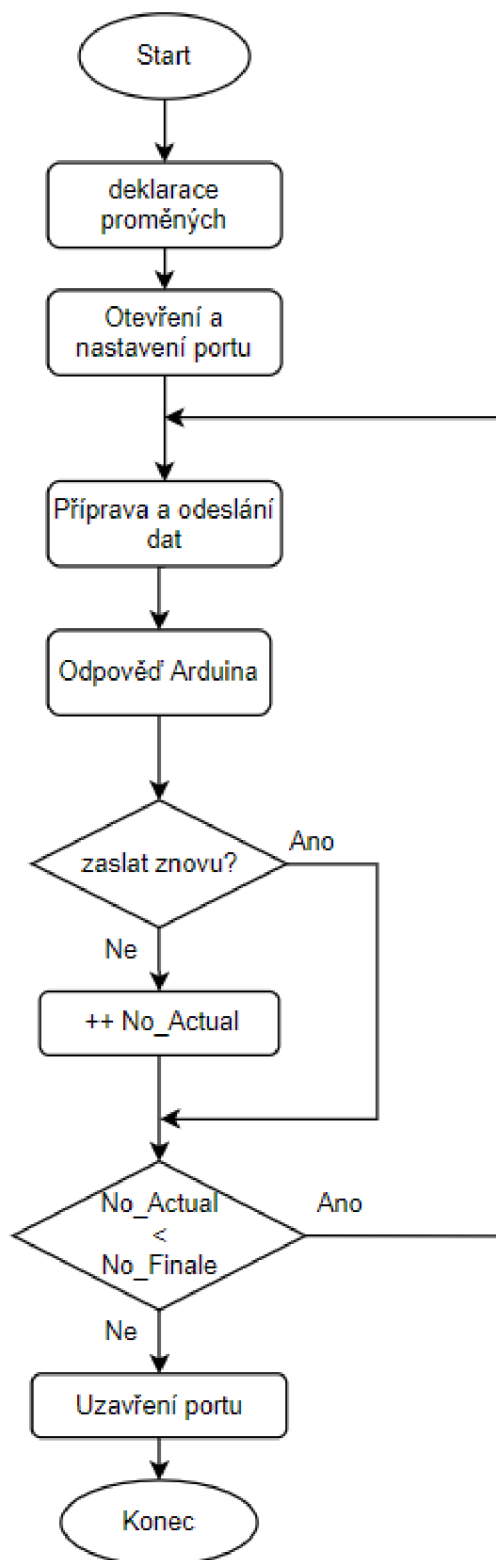 Start
deklarace
proměných
Otevření a
nastavení portu
Příprava a odeslání
dat
Odpověď Arduina
zaslat znovu?
Ano
Ne
++ No_Actual
No_Actual
<
No_Finale
Ano
Ne
Uzavření portu
Konec